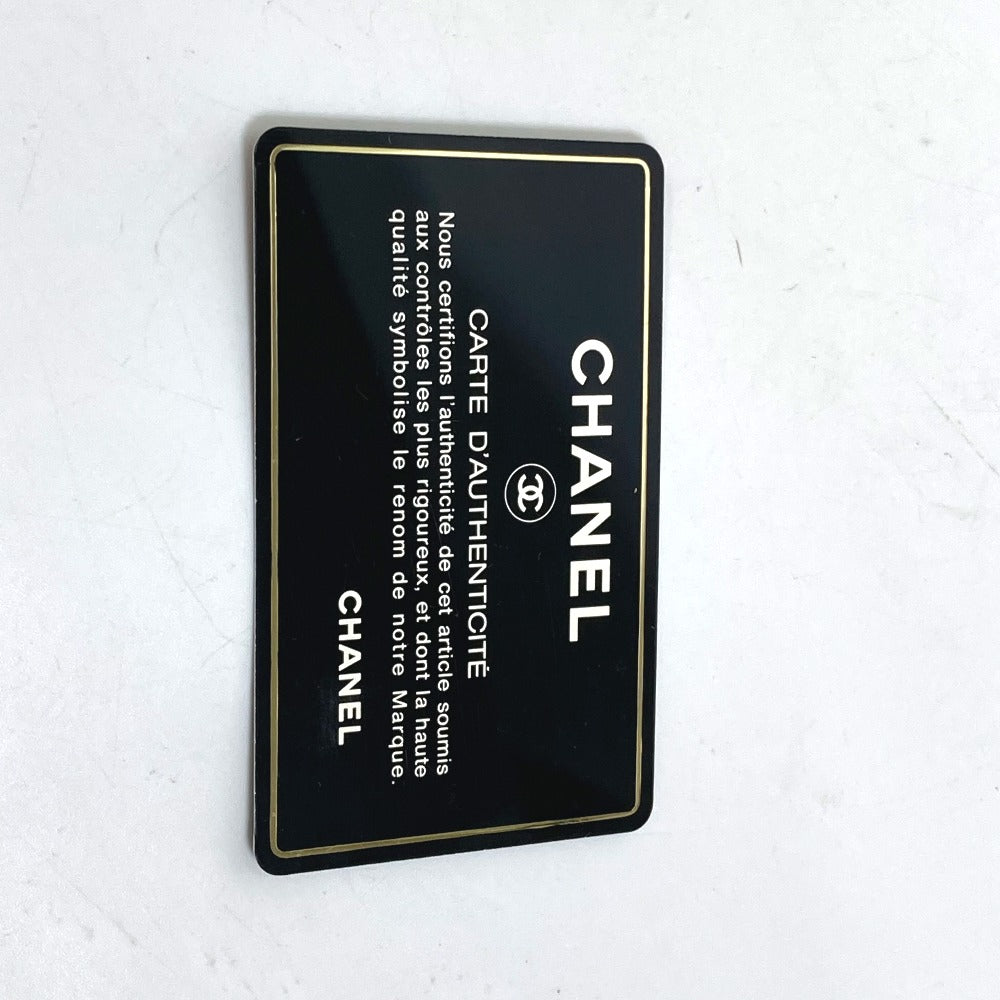 CHANEL
CARTE D'AUTHENTICITÉ
Nous certifions l'authenticité de cet article soumis
aux contrôles les plus rigoureux, et dont la haute
qualité symbolise le renom de notre Marque.
CHANEL